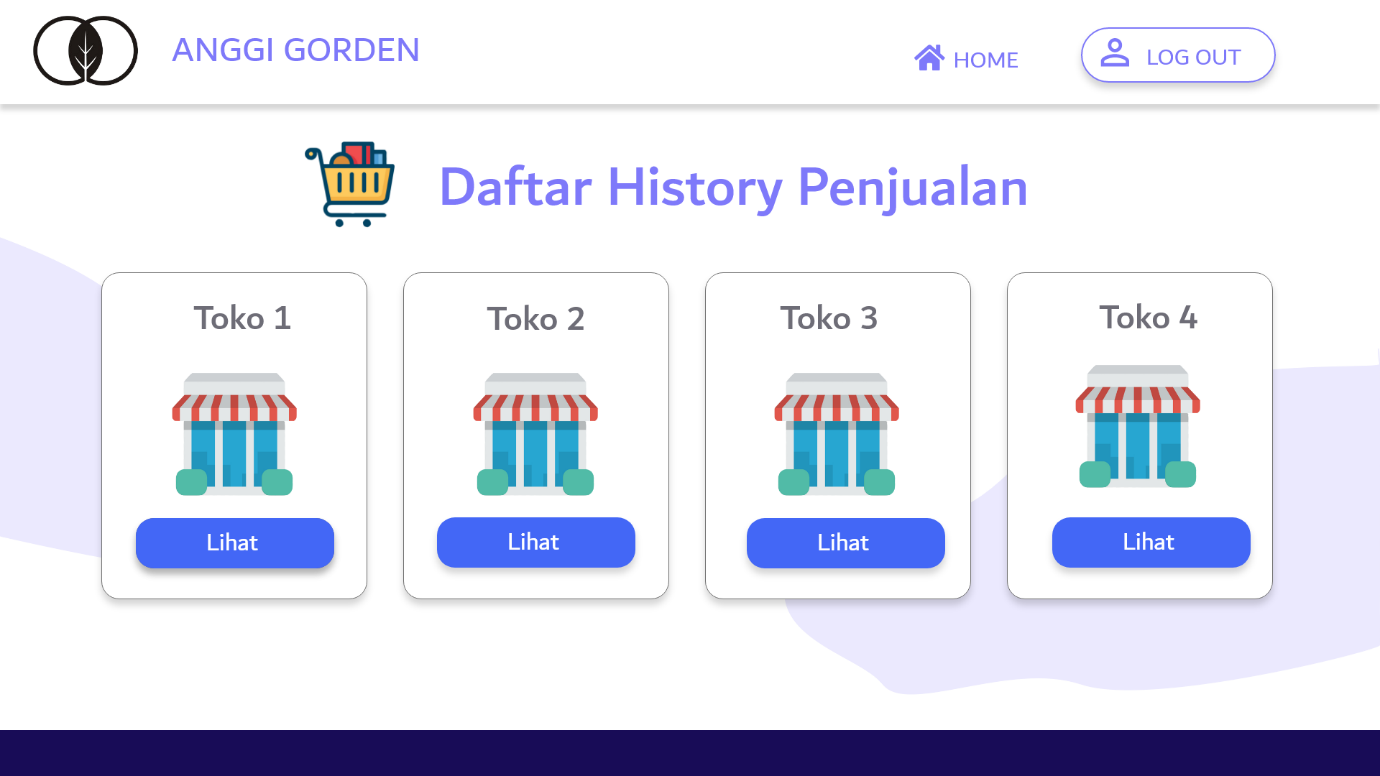 ANGGI GORDEN
HOME
LOG OUT
Daftar History Penjualan
Toko 1
Toko 2
Toko 3
Toko 4
Lihat
Lihat
Lihat
Lihat